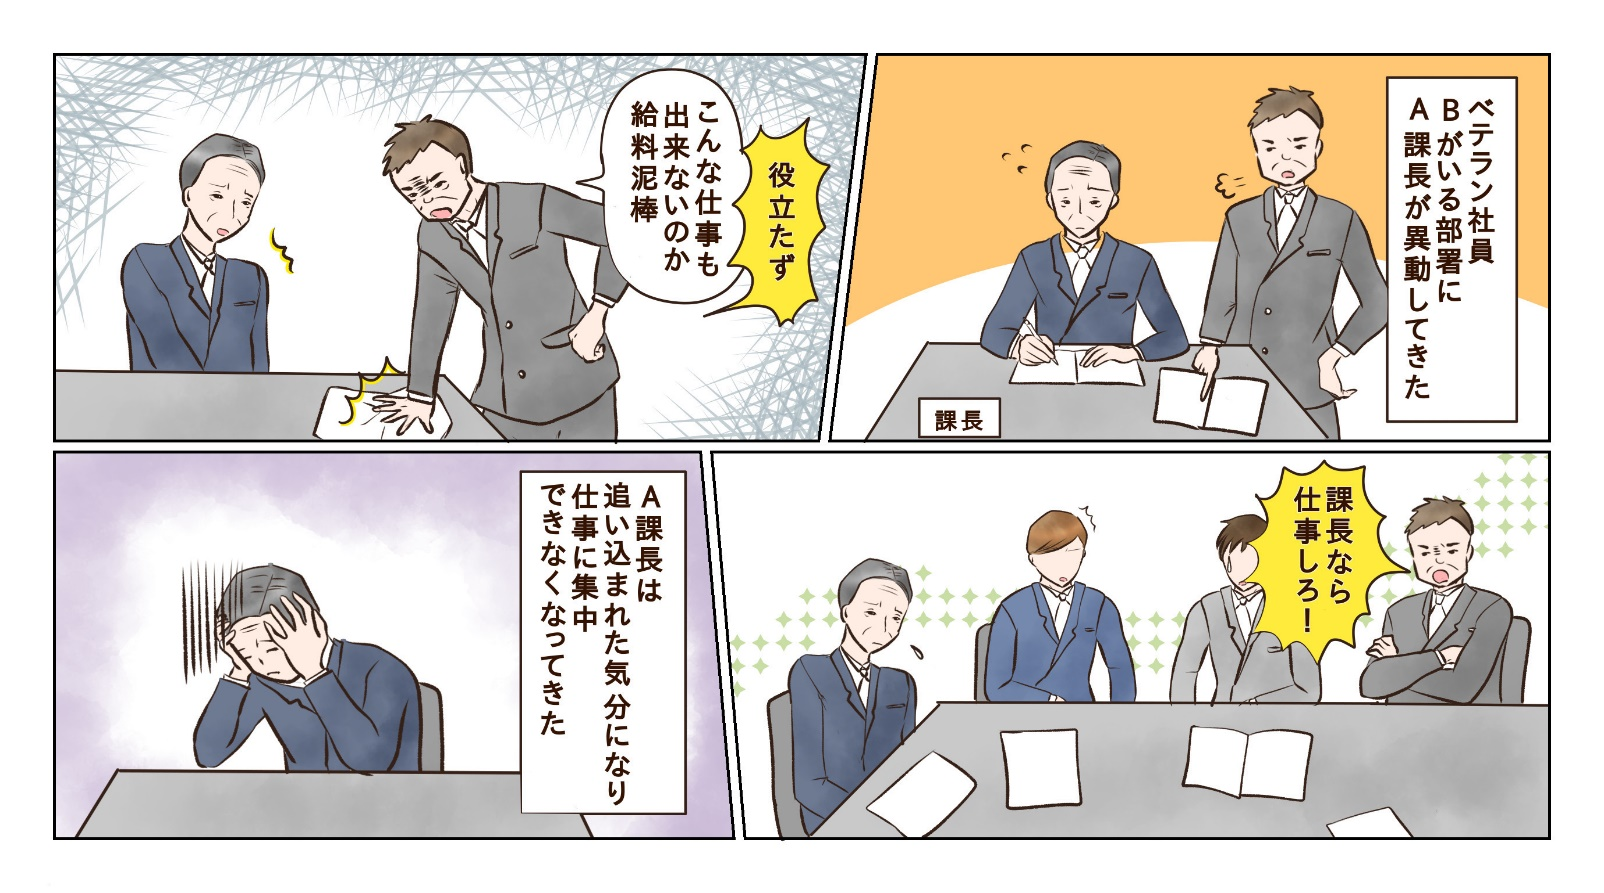 ベテラン社員
Bがいる部署に
A課長が異動してきた
課長
役立たず
こんな仕事も
出来ないのか
給料泥棒
課長なら
仕事しろ！
A課長は
追い込まれた気分になり
仕事に集中
できなくなってきた